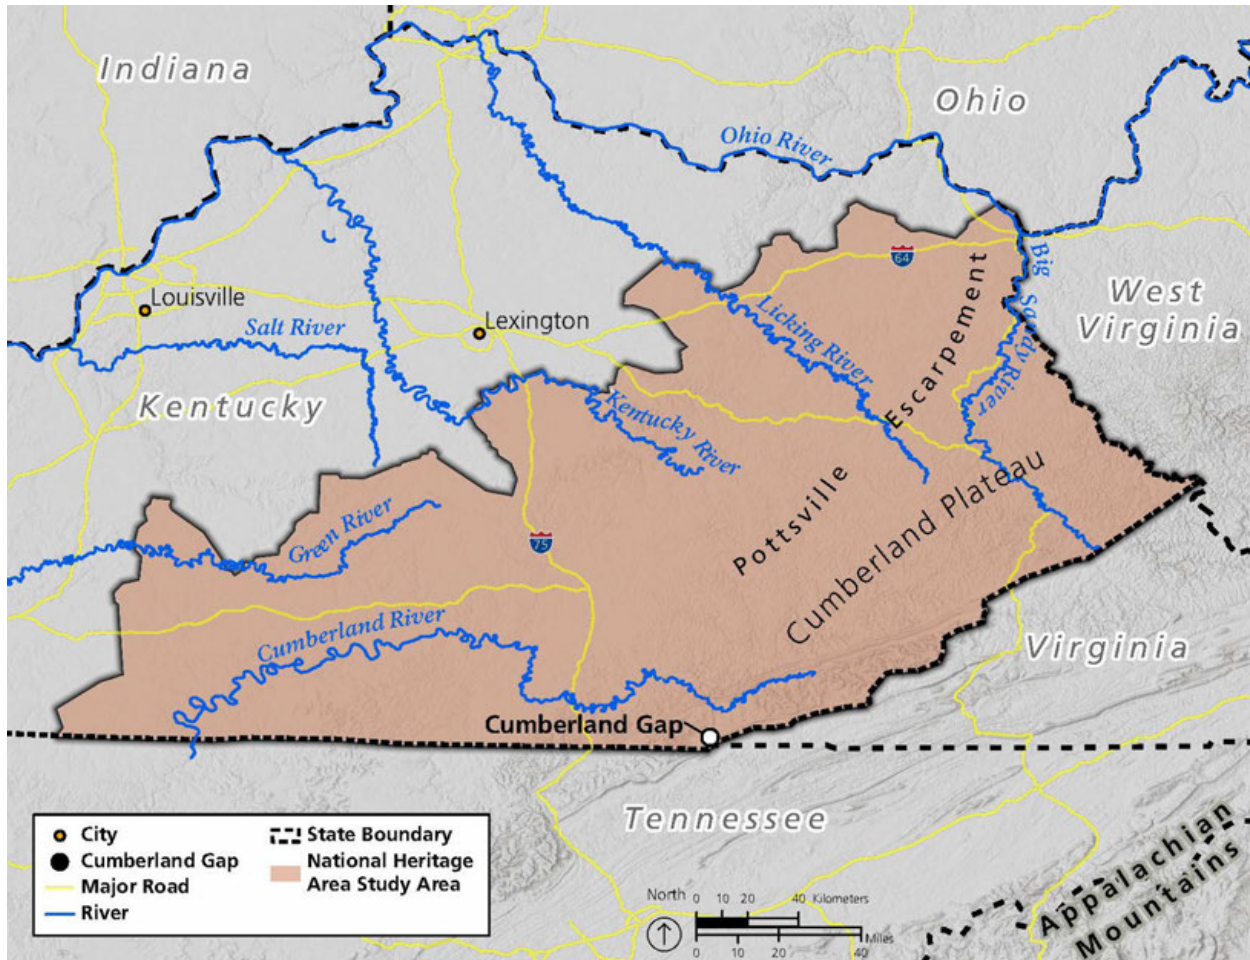 Indiana
Ohio
Ohio River
Big Sandy River
West
Virginia
64
Louisville
Lexington
Salt River
Licking River
Escarpment
Kentucky
Kentucky River
Pottsville
Cumberland Plateau
Green River
75
Cumberland River
Virginia
Cumberland Gap
Tennessee
Appalachian
Mountains
City
Cumberland Gap
Major Road
River
State Boundary
National Heritage
Area Study Area
North
0 10 20 40 Kilometers
0 10 20 40 Miles